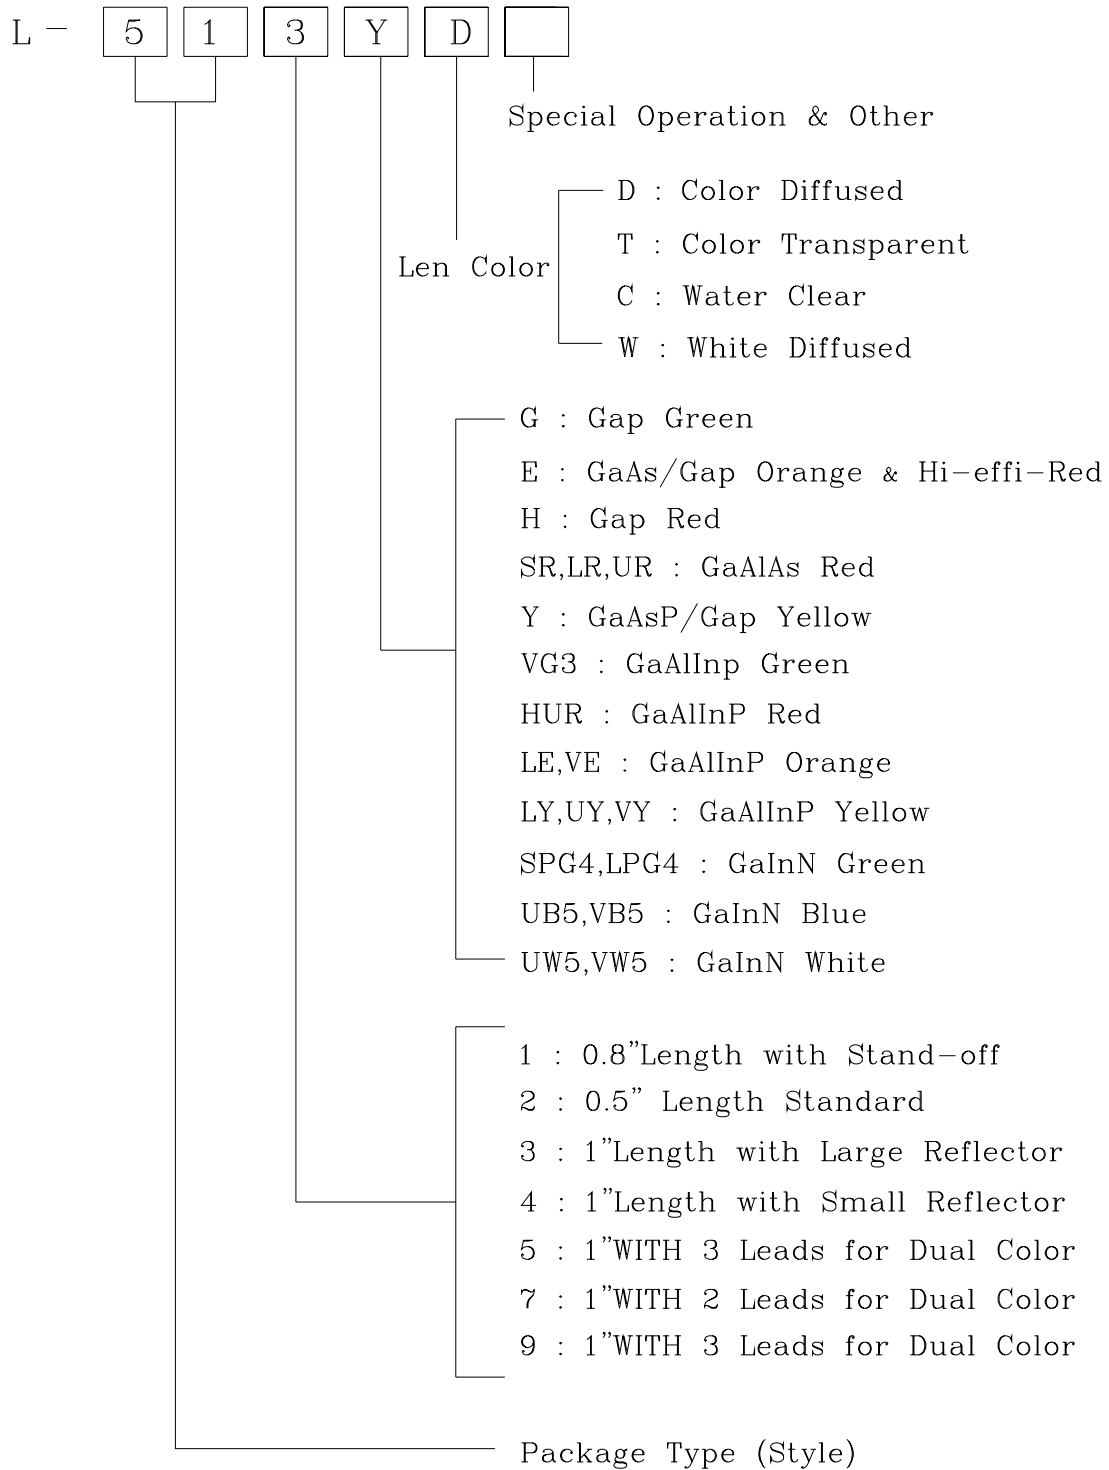 L- 5 1 3 Y D
Special Operation & Other
D : Color Diffused
T : Color Transparent
Len Color
C : Water Clear
W : White Diffused
G : Gap Green
E : GaAs/Gap Orange & Hi-effi-Red
H : Gap Red
SR,LR,UR : GaAlAs Red
Y : GaAsP/Gap Yellow
VG3 : GaAlInp Green
HUR : GaAlInP Red
LE,VE : GaAlInP Orange
LY,UY,VY : GaAlInP Yellow
SPG4,LPG4 : GaInN Green
UB5,VB5 : GaInN Blue
UW5,VW5 : GaInN White
1 : 0.8"Length with Stand-off
2 : 0.5" Length Standard
3 : 1"Length with Large Reflector
4 : 1"Length with Small Reflector
5 : 1"WITH 3 Leads for Dual Color
7 : 1"WITH 2 Leads for Dual Color
9 : 1"WITH 3 Leads for Dual Color
Package Type (Style)